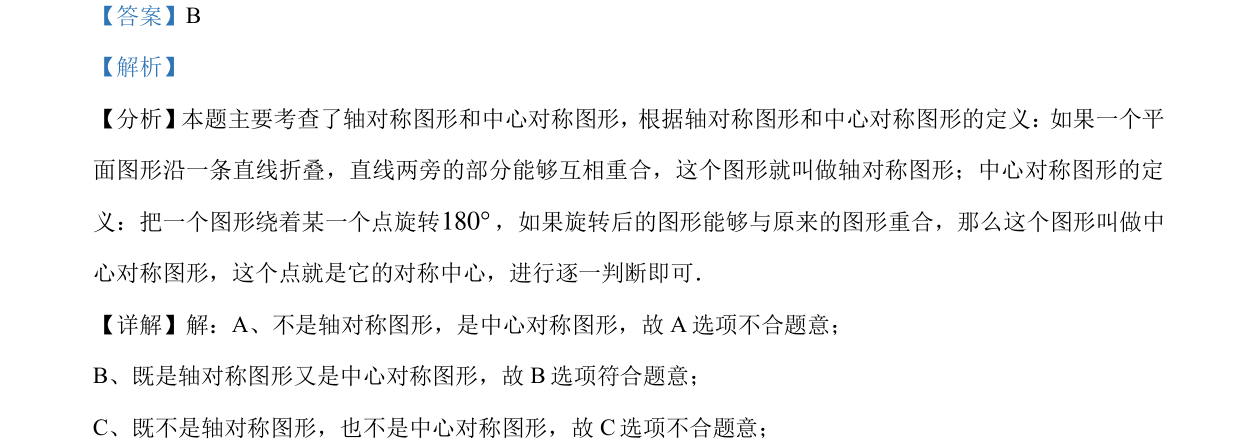 【答案】B
【解析】
【分析】本题主要考查了轴对称图形和中心对称图形，根据轴对称图形和中心对称图形的定义：如果一个平
面图形沿一条直线折叠，直线两旁的部分能够互相重合，这个图形就叫做轴对称图形；中心对称图形的定
义：把一个图形绕着某一个点旋转180°，如果旋转后的图形能够与原来的图形重合，那么这个图形叫做中
心对称图形，这个点就是它的对称中心，进行逐一判断即可．
【详解】解：A、不是轴对称图形，是中心对称图形，故 A 选项不合题意；
B、既是轴对称图形又是中心对称图形，故 B 选项符合题意；
C、既不是轴对称图形，也不是中心对称图形，故 C 选项不合题意；